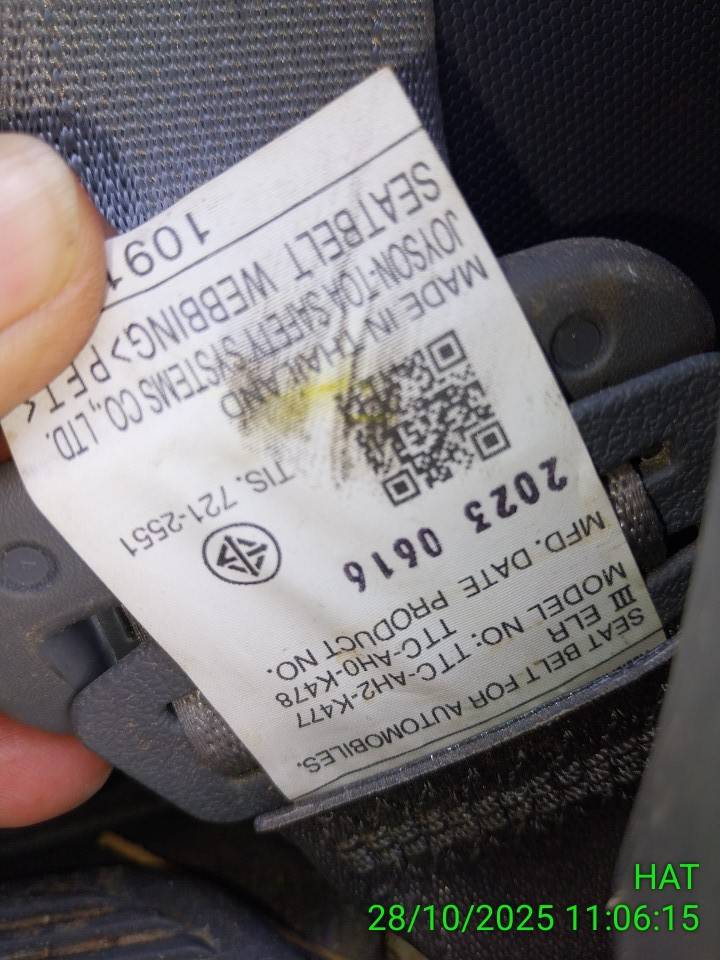 SEAT BELT FOR AUTOMOBILES.
III ELR
MODEL NO: TTC-AH2-K477
TTC-AH0-K478
MFD. DATE PRODUCT NO.
2023 0616
TIS. 721-2551
MADE IN THAILAND
JOYSON-TOA SAFETY SYSTEMS CO., LTD.
SEATBELT WEBBING>PET<
1091
HAT
28/10/2025 11:06:15